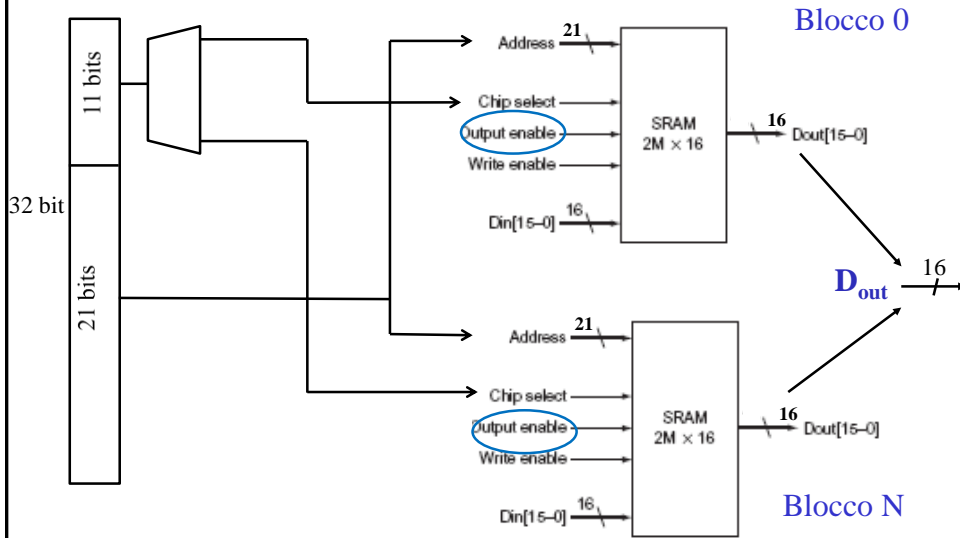 Blocco 0
11 bits
21 bits
32 bit
Address 21
Chip select
Output enable
Write enable
Din[15–0] 16
SRAM
2M × 16
16 Dout[15–0]
Dout 16
Address 21
Chip select
Output enable
Write enable
Din[15–0] 16
SRAM
2M × 16
16 Dout[15–0]
Blocco N